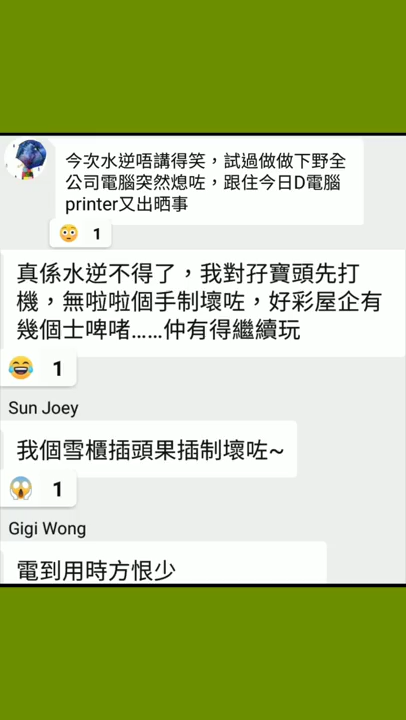 今次水逆唔講得笑，試過做做下野全
公司電腦突然熄咗，跟住今日D電腦
printer又出晒事
1
真係水逆不得了，我對孖寶頭先打
機，無啦啦個手制壞咗，好彩屋企有
幾個士啤啫……仲有得繼續玩
1
Sun Joey
我個雪櫃插頭果插制壞咗~
1
Gigi Wong
電到用時方恨少